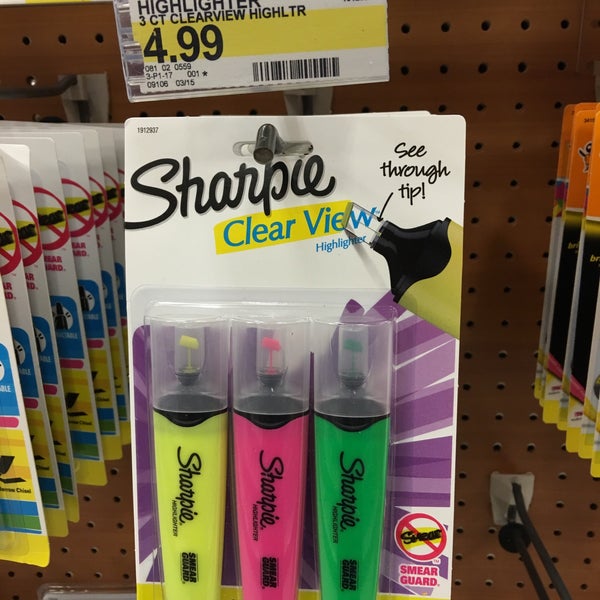 HIGHLIGHTER
3 CT CLEARVIEW HIGHLTR
4.99
081 02 0559
3-P1-17 001 *
09106 03/15
1912937
Sharpie
See
through
tip!
Clear View
Highlighter
Sharpie
HIGHLIGHTER
SMEAR
GUARD.
Sharpie
HIGHLIGHTER
SMEAR
GUARD.
Sharpie
HIGHLIGHTER
SMEAR
GUARD.
Smear
SMEAR
GUARD.